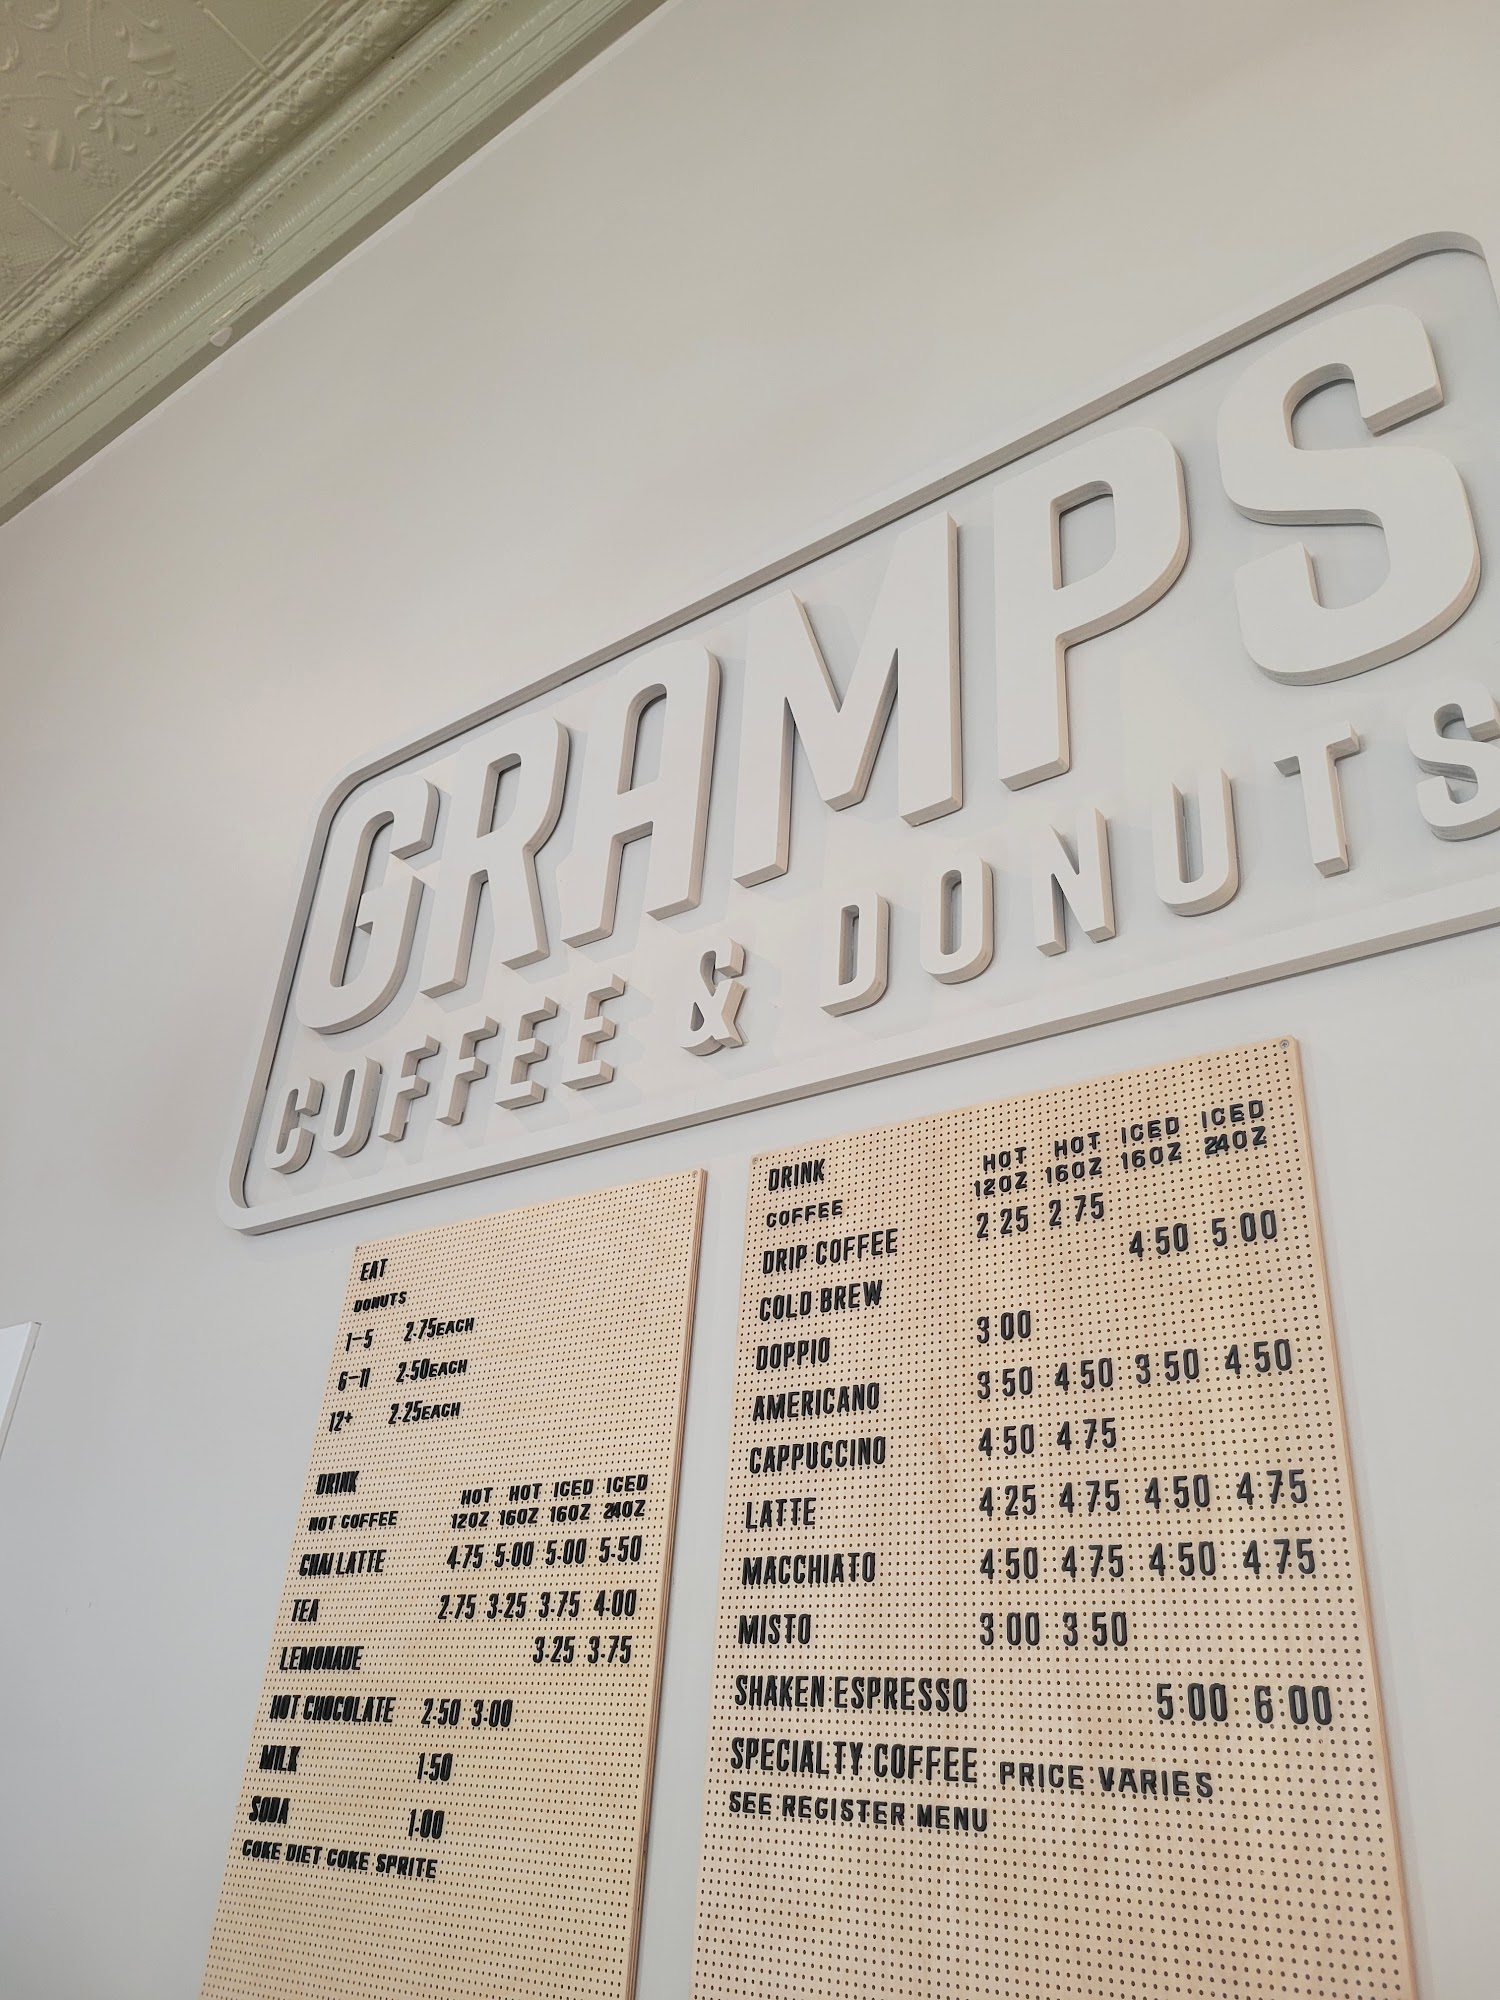 GRAMPS
COFFEE & DONUTS
EAT
DONUTS
1-5 2.75EACH
6-11 2.50EACH
12+ 2.25EACH
DRINK HOT HOT ICED ICED
NOT COFFEE 12OZ 16OZ 16OZ 24OZ
CHAI LATTE 4.75 5.00 5.00 5.50
TEA 2.75 3.25 3.75 4.00
LEMONADE 3.25 3.75
HOT CHOCOLATE 2.50 3.00
MILK 1.50
SODA 1.00
COKE DIET COKE SPRITE
DRINK HOT HOT ICED ICED
COFFEE 12OZ 16OZ 16OZ 24OZ
DRIP COFFEE 2 25 2 75
COLD BREW 4 50 5 00
DOPPIO 3 00
AMERICANO 3 50 4 50 3 50 4 50
CAPPUCCINO 4 50 4 75
LATTE 4 25 4 75 4 50 4 75
MACCHIATO 4 50 4 75 4 50 4 75
MISTO 3 00 3 50
SHAKEN ESPRESSO 5 00 6 00
SPECIALTY COFFEE PRICE VARIES
SEE REGISTER MENU